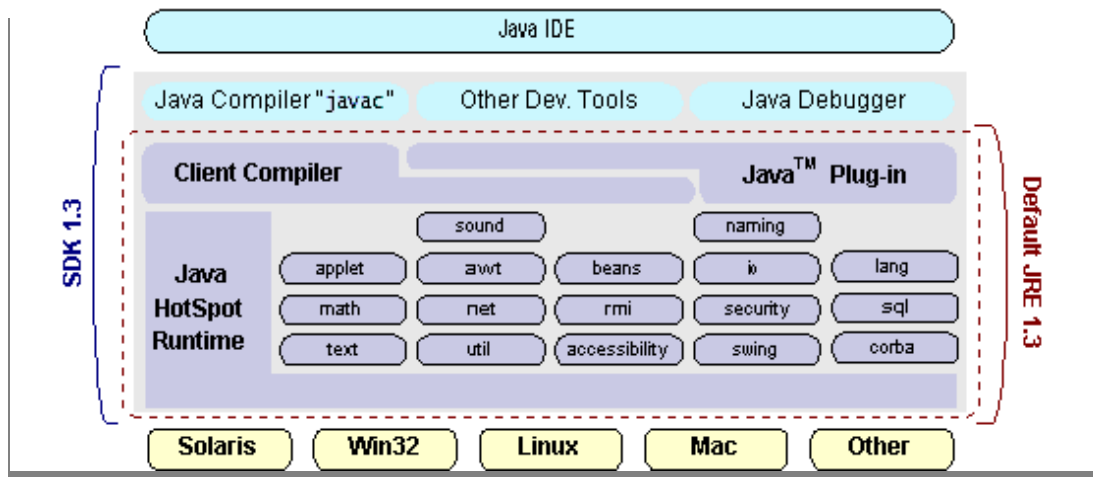 Java IDE
Java Compiler "javac"
Other Dev. Tools
Java Debugger
Client Compiler
Java™ Plug-in
SDK 1.3
Default JRE 1.3
Java
HotSpot
Runtime
sound
naming
applet
awt
beans
io
lang
math
net
rmi
security
sql
text
util
accessibility
swing
corba
Solaris
Win32
Linux
Mac
Other